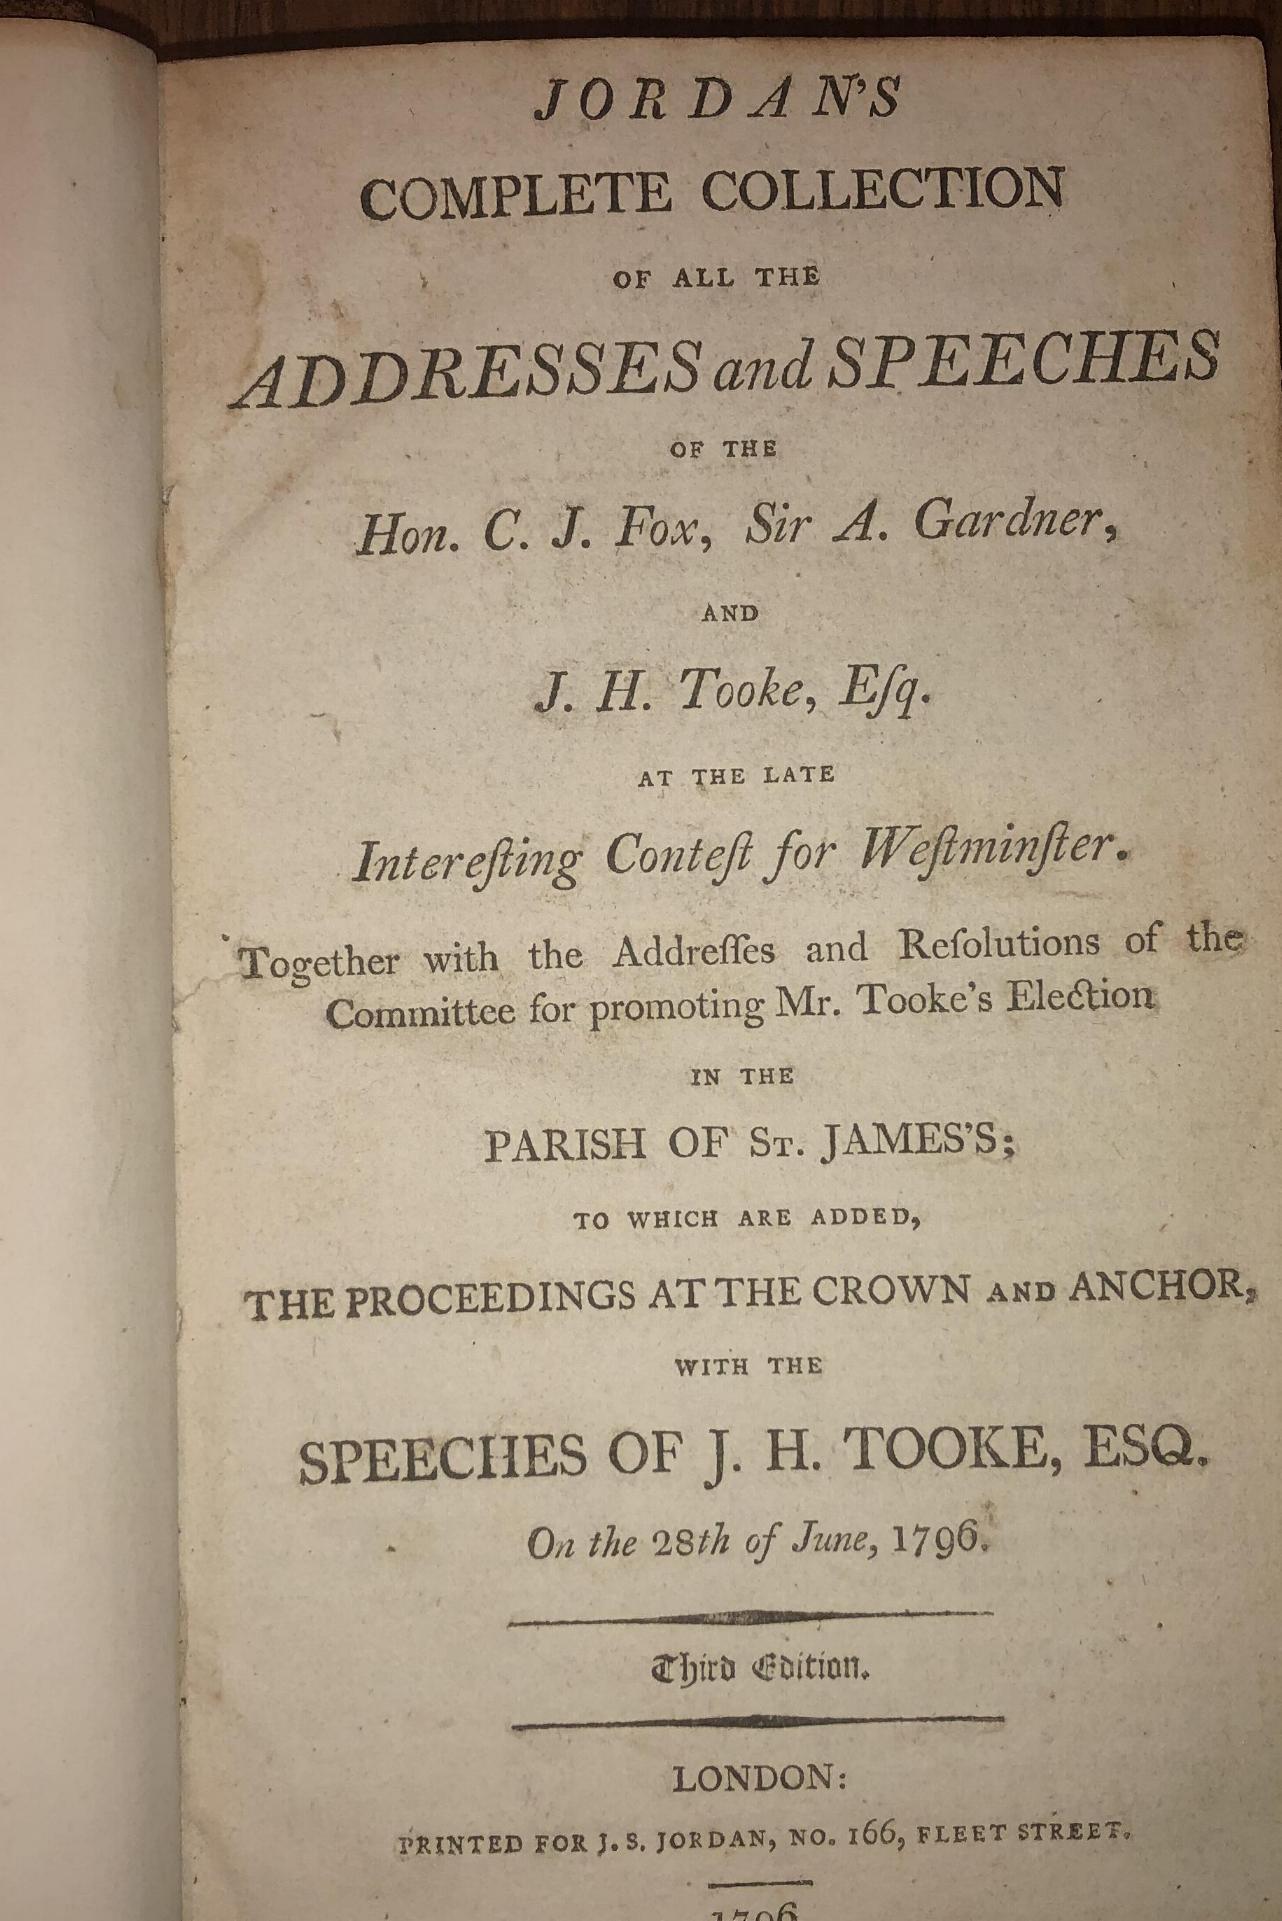 JORDAN'S
COMPLETE COLLECTION
OF ALL THE
ADDRESSES and SPEECHES
OF THE
Hon. C. J. Fox, Sir A. Gardner,
AND
J. H. Tooke, Eſq.
AT THE LATE
Intereſting Conteſt for Weſtminſter.
Together with the Addreſſes and Reſolutions of the
Committee for promoting Mr. Tooke's Election
IN THE
PARISH OF ST. JAMES'S;
TO WHICH ARE ADDED,
THE PROCEEDINGS AT THE CROWN AND ANCHOR,
WITH THE
SPEECHES OF J. H. TOOKE, ESQ.
On the 28th of June, 1796.
Third Edition.
LONDON:
PRINTED FOR J. S. JORDAN, NO. 166, FLEET STREET.
1796